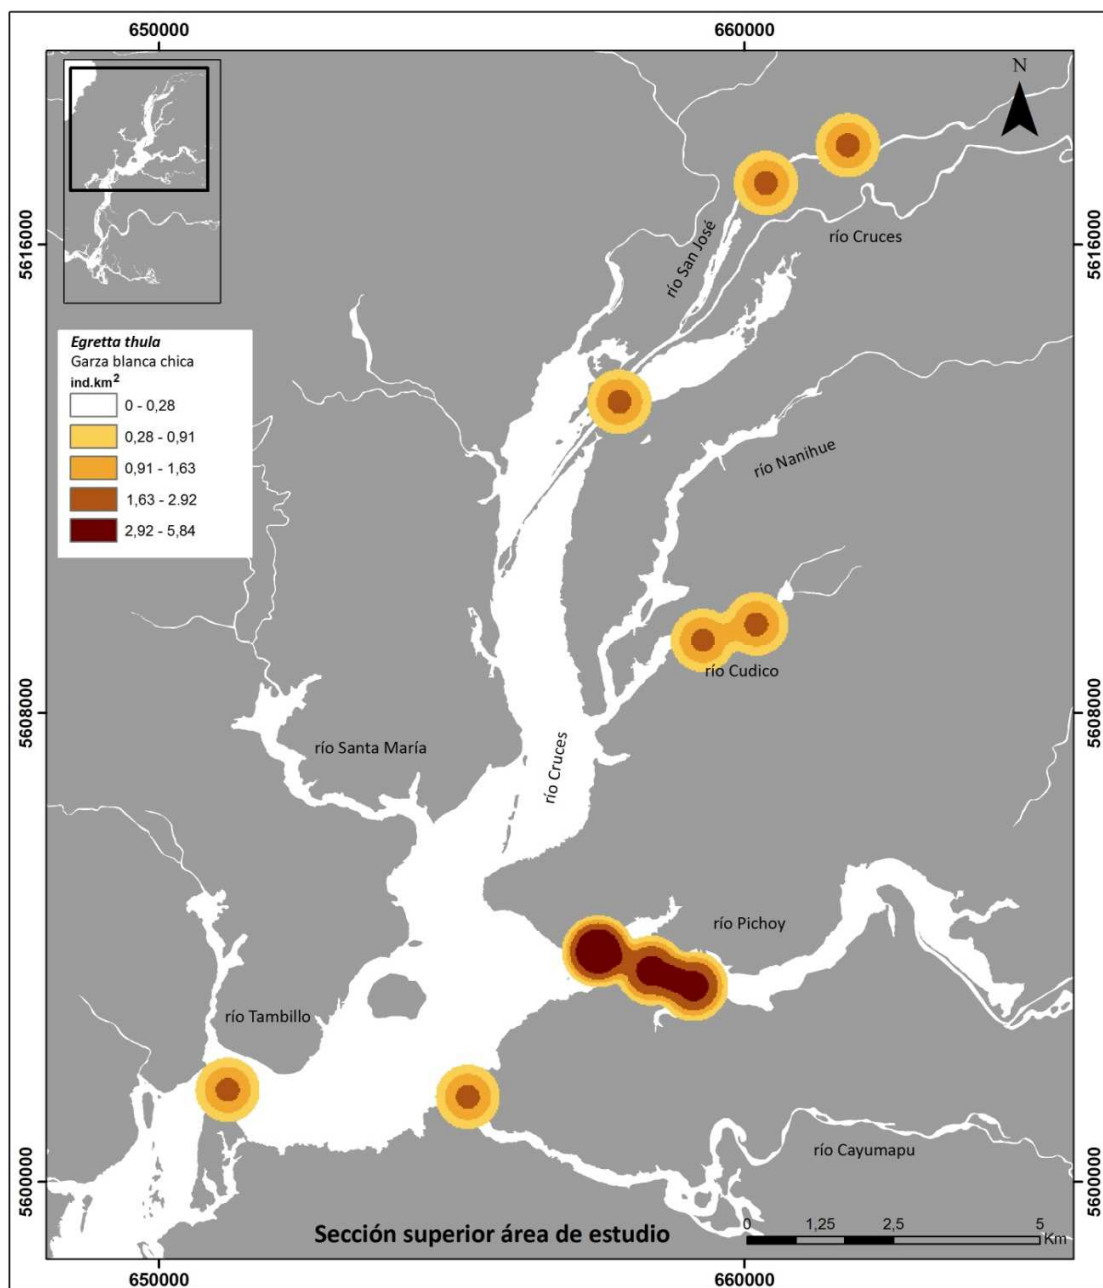 650000
660000
N
5616000
5616000
río San José
río Cruces
Egretta thula
Garza blanca chica
ind.km2
0 - 0,28
0,28 - 0,91
0,91 - 1,63
1,63 - 2.92
2,92 - 5,84
río Nanihue
río Cudico
5608000
5608000
río Santa María
río Cruces
río Pichoy
río Tambillo
río Cayumapu
5600000
5600000
Sección superior área de estudio
0 1,25 2,5 5
Km
650000
660000